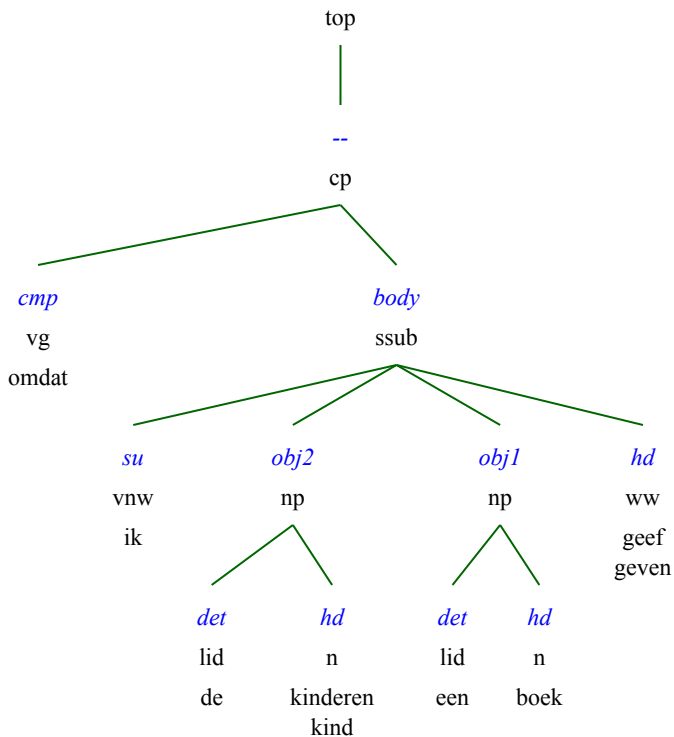 top
--
cp
cmp body
vg ssub
omdat
su obj2 obj1 hd
vnw np np ww
ik geef
geven
det hd det hd
lid n lid n
de kinderen een boek
kind